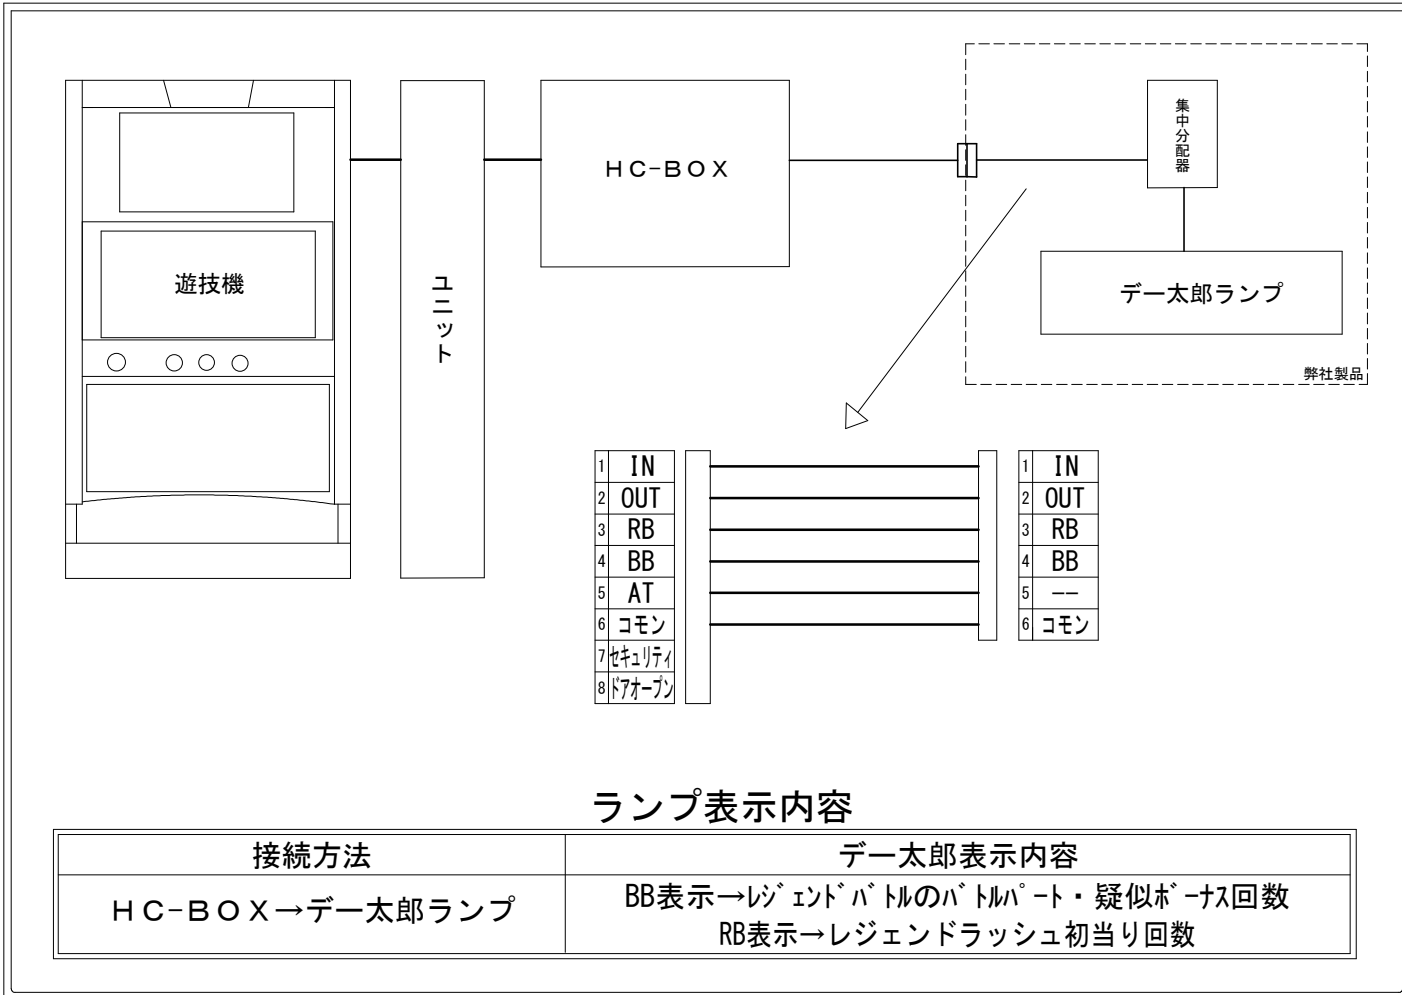 遊技機
ユニット
HC-BOX
集中分配器
デー太郎ランプ
弊社製品
1 IN
2 OUT
3 RB
4 BB
5 AT
6 コモン
7 セキュリティ
8 ドアオープン
1 IN
2 OUT
3 RB
4 BB
5 --
6 コモン
ランプ表示内容
接続方法 デー太郎表示内容
HC-BOX→デー太郎ランプ
BB表示→レジェンドバトルのバトルパート・疑似ボーナス回数
RB表示→レジェンドラッシュ初当り回数